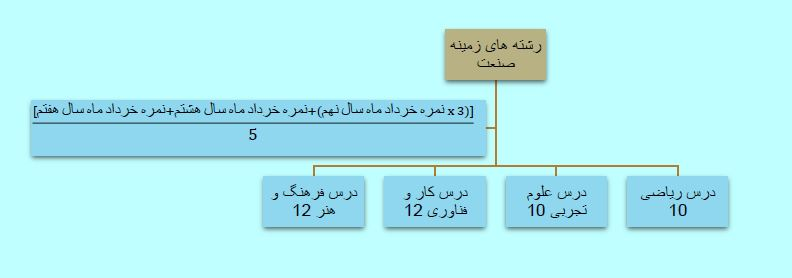 رشته های زمینه
صنعت
[(3 x نمره خرداد ماه سال نهم)+نمره خرداد ماه سال هشتم+نمره خرداد ماه سال هفتم]
5
درس ریاضی
10
درس علوم
تجربی 10
درس کار و
فناوری 12
درس فرهنگ و
هنر 12